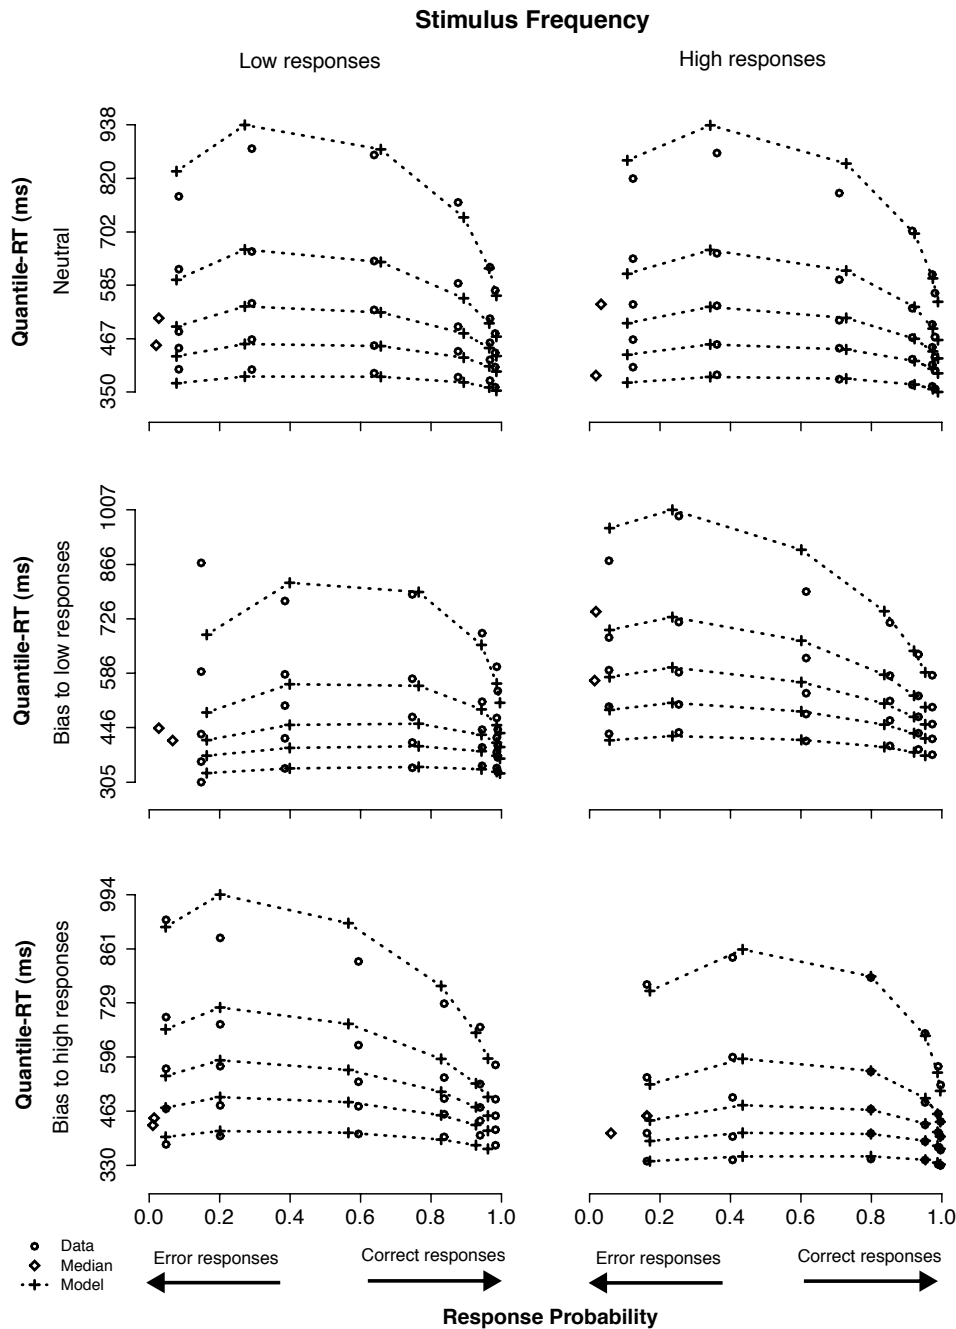 Stimulus Frequency
Low responses
High responses
Quantile-RT (ms)
Neutral
938
820
702
585
467
350
Quantile-RT (ms)
Bias to low responses
1007
866
726
586
446
305
Quantile-RT (ms)
Bias to high responses
994
861
729
596
463
330
0.0 0.2 0.4 0.6 0.8 1.0
0.0 0.2 0.4 0.6 0.8 1.0
Data
Median
Model
Error responses
Correct responses
Error responses
Correct responses
Response Probability